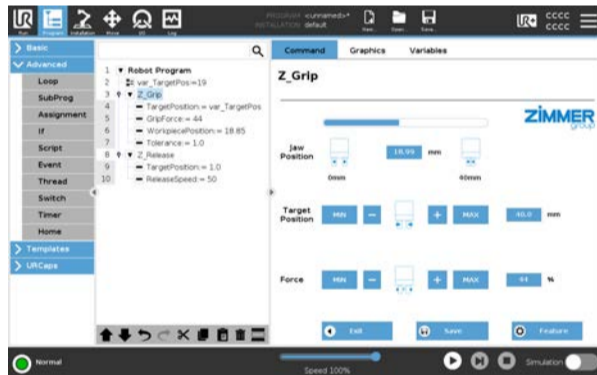 PROGRAM <unnamed>*
INSTALLATION default
Run
Program
Installation
Move
I/O
Log
New...
Open...
Save...
UR+
cccc
cccc
Basic
Advanced
Loop
SubProg
Assignment
If
Script
Event
Thread
Switch
Timer
Home
Templates
URCaps
1 Robot Program
2 var_TargetPos:=19
3 Z_Grip
4 TargetPosition:= var_TargetPos
5 GripForce:= 44
6 WorkpiecePosition:= 18.85
7 Tolerance:= 1.0
8 Z_Release
9 TargetPosition:= 1.0
10 ReleaseSpeed:= 50
Command Graphics Variables
Z_Grip
ZIMMER
group
Jaw
Position
18.99 mm
0mm
40mm
Target
Position
MIN
MAX
40.0 mm
Force
MIN
MAX
44 %
Exit
Save
Feature
Normal
Speed 100%
Simulation